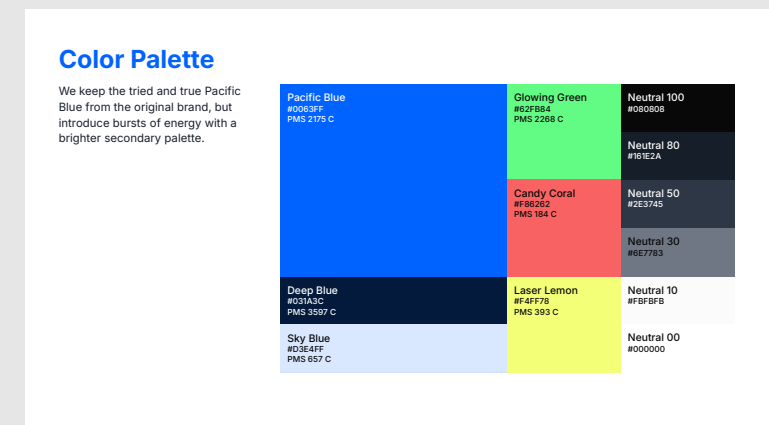 Color Palette
We keep the tried and true Pacific
Blue from the original brand, but
introduce bursts of energy with a
brighter secondary palette.
Pacific Blue
#0063FF
PMS 2175 C
Glowing Green
#62FB84
PMS 2268 C
Neutral 100
#080808
Neutral 80
#161E2A
Candy Coral
#F86262
PMS 184 C
Neutral 50
#2E3745
Neutral 30
#6E7783
Deep Blue
#031A3C
PMS 3597 C
Laser Lemon
#F4FF78
PMS 393 C
Neutral 10
#FBFBFB
Sky Blue
#D3E4FF
PMS 657 C
Neutral 00
#000000